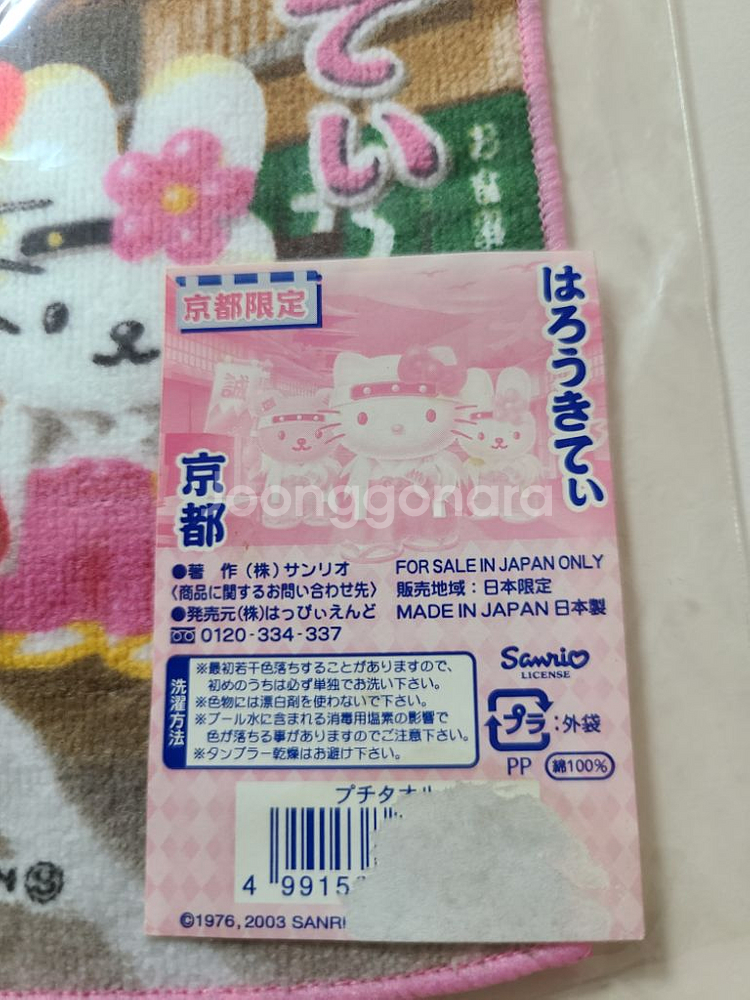 てぃ
京都限定
はろうきてぃ
誠
京都
joonggonara
●著 作(株)サンリオ
〈商品に関するお問い合わせ先〉
●発売元(株)はっぴぃえんど
0120-334-337
FOR SALE IN JAPAN ONLY
販売地域:日本限定
MADE IN JAPAN 日本製
洗濯方法
※最初若干色落ちすることがありますので、
初めのうちは必ず単独でお洗い下さい。
※色物には漂白剤を使わないで下さい。
※プール水に含まれる消毒用塩素の影響で
色が落ちる事がありますのでご注意下さい。
※タンブラー乾燥はお避け下さい。
Sanrio
LICENSE
プラ:外袋
PP 綿100%
プチタオル
4 9915
©1976,2003 SANRI